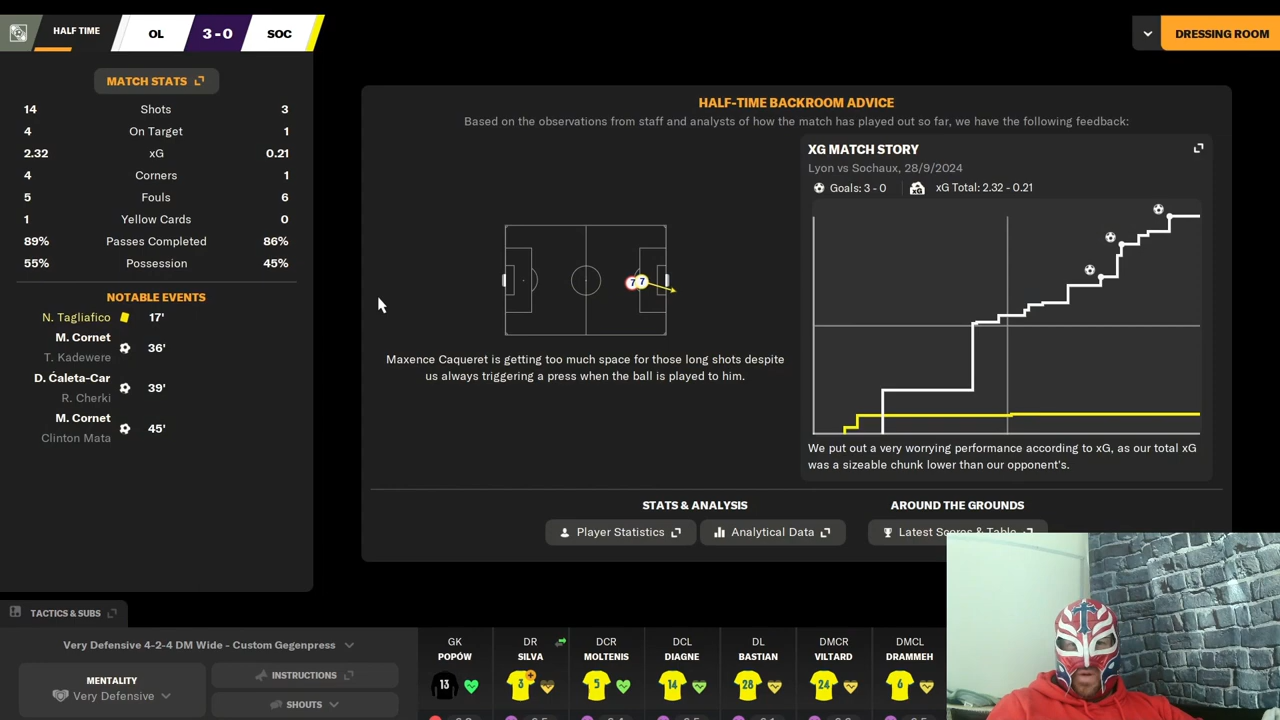 HALF TIME
OL
3 - 0
SOC
DRESSING ROOM
MATCH STATS
14 Shots 3
4 On Target 1
2.32 xG 0.21
4 Corners 1
5 Fouls 6
1 Yellow Cards 0
89% Passes Completed 86%
55% Possession 45%
NOTABLE EVENTS
N. Tagliafico 17'
M. Cornet
T. Kadewere
36'
D. Ćaleta-Car
R. Cherki
39'
M. Cornet
Clinton Mata
45'
HALF-TIME BACKROOM ADVICE
Based on the observations from staff and analysts of how the match has played out so far, we have the following feedback:
7 7
Maxence Caqueret is getting too much space for those long shots despite
us always triggering a press when the ball is played to him.
XG MATCH STORY
Lyon vs Sochaux, 28/9/2024
Goals: 3 - 0 xG Total: 2.32 - 0.21
We put out a very worrying performance according to xG, as our total xG
was a sizeable chunk lower than our opponent's.
STATS & ANALYSIS
Player Statistics
Analytical Data
AROUND THE GROUNDS
Latest Scores & Table
TACTICS & SUBS
Very Defensive 4-2-4 DM Wide - Custom Gegenpress
MENTALITY
Very Defensive
INSTRUCTIONS
SHOUTS
GK
POPÓW
13
DR
SILVA
3
DCR
MOLTENIS
5
DCL
DIAGNE
14
DL
BASTIAN
28
DMCR
VILTARD
24
DMCL
DRAMMEH
6